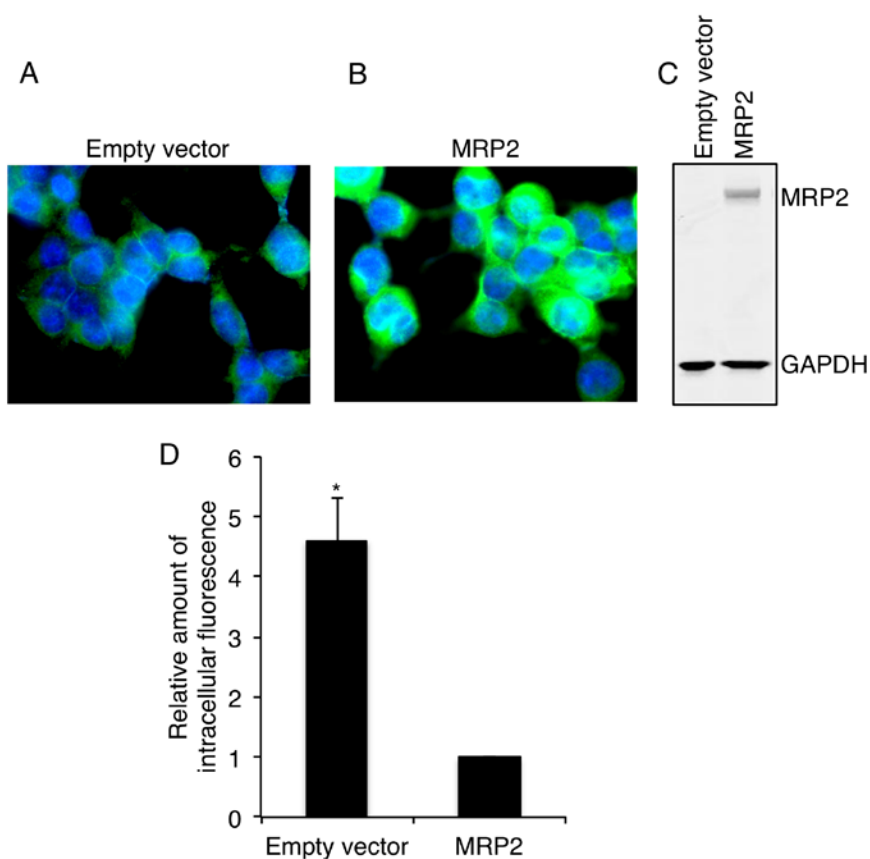 A
B
C
Empty vector
MRP2
Empty vector
MRP2
MRP2
GAPDH
D
Relative amount of
intracellular fluorescence
6
5
4
3
2
1
0
*
Empty vector
MRP2